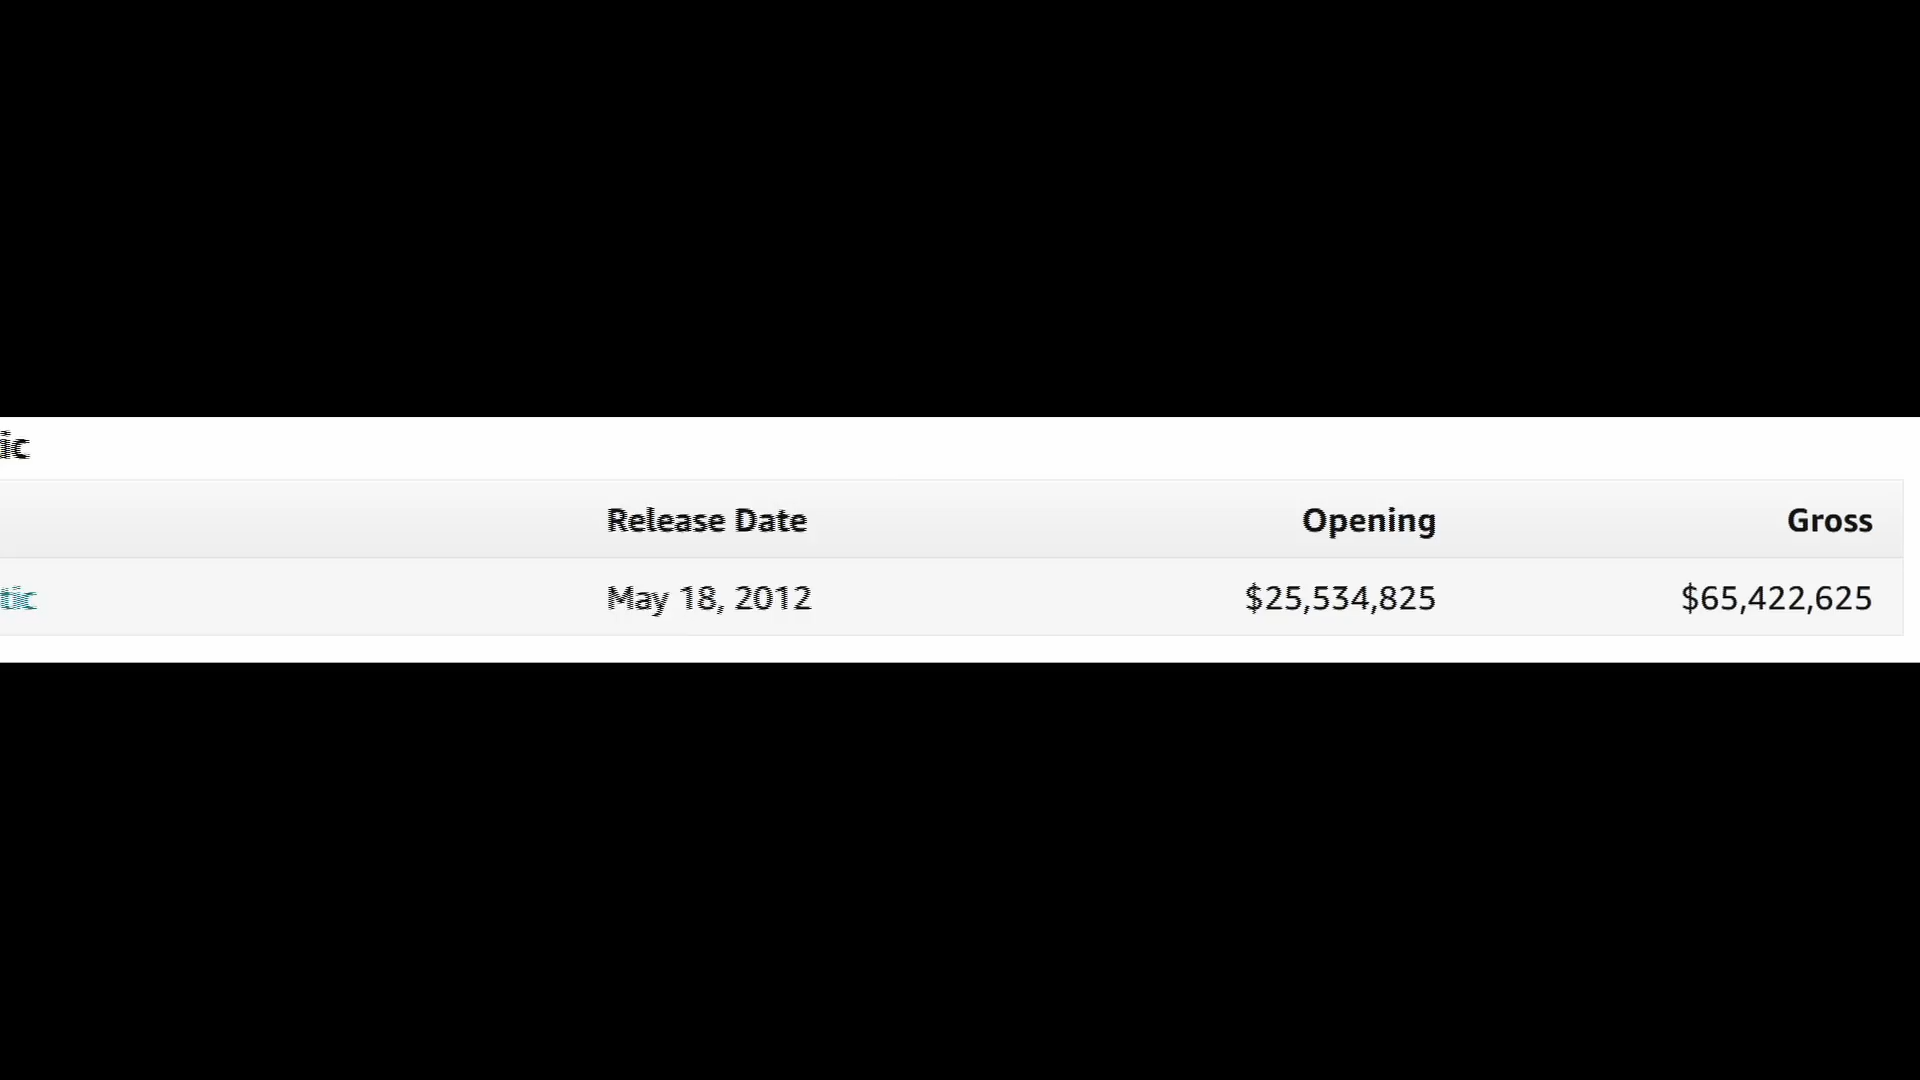 ic
Release Date Opening Gross
tic May 18, 2012 $25,534,825 $65,422,625